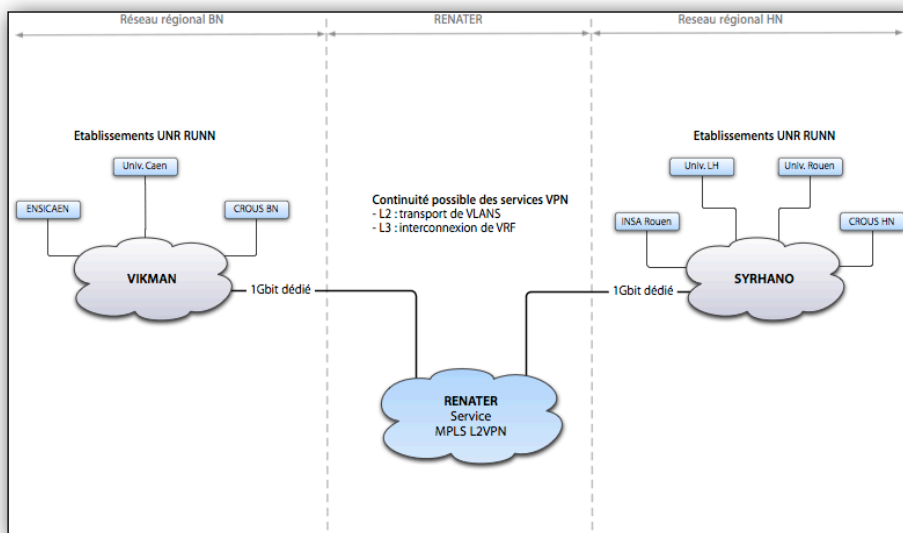 Réseau régional BN
RENATER
Reseau régional HN
Etablissements UNR RUNN
Univ. Caen
ENSICAEN
CROUS BN
VIKMAN
1Gbit dédié
Continuité possible des services VPN
- L2 : transport de VLANS
- L3 : interconnexion de VRF
RENATER
Service
MPLS L2VPN
Etablissements UNR RUNN
Univ. LH
Univ. Rouen
INSA Rouen
CROUS HN
SYRHANO
1Gbit dédié